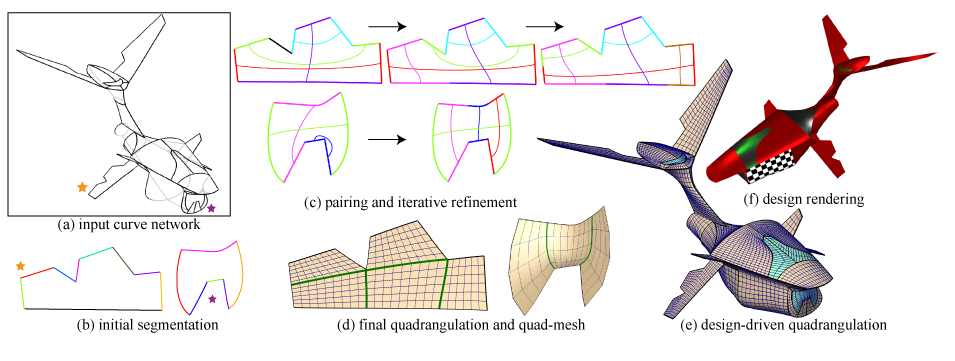 (a) input curve network
(b) initial segmentation
(c) pairing and iterative refinement
(d) final quadrangulation and quad-mesh
(e) design-driven quadrangulation
(f) design rendering